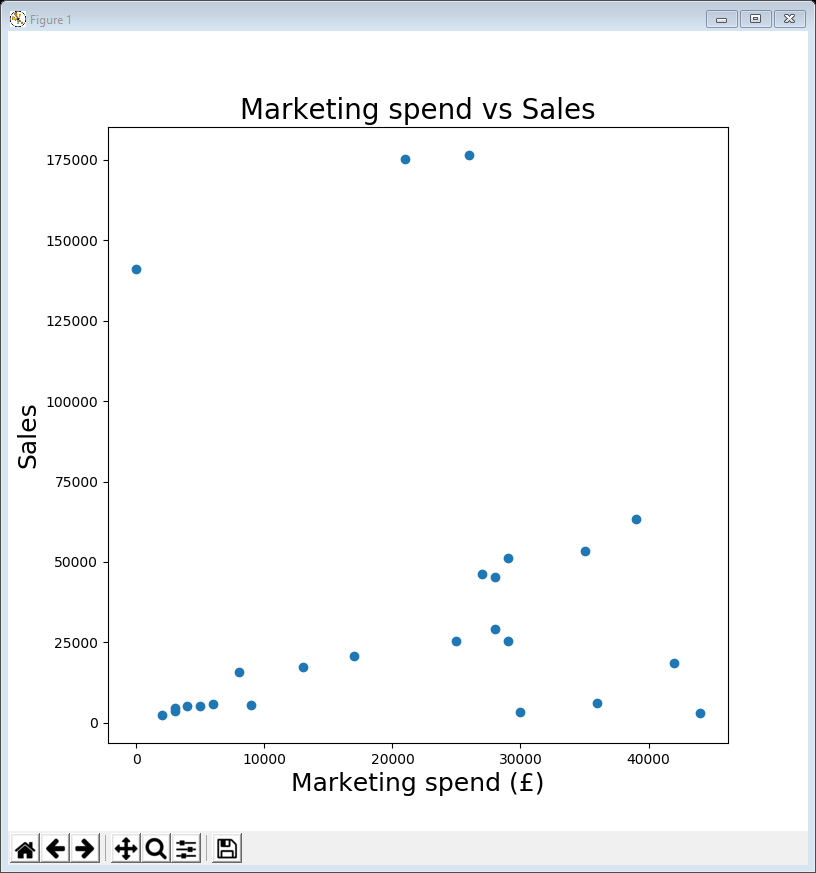 Figure 1
Marketing spend vs Sales
175000
150000
125000
100000
75000
50000
25000
0
Sales
0 10000 20000 30000 40000
Marketing spend (£)